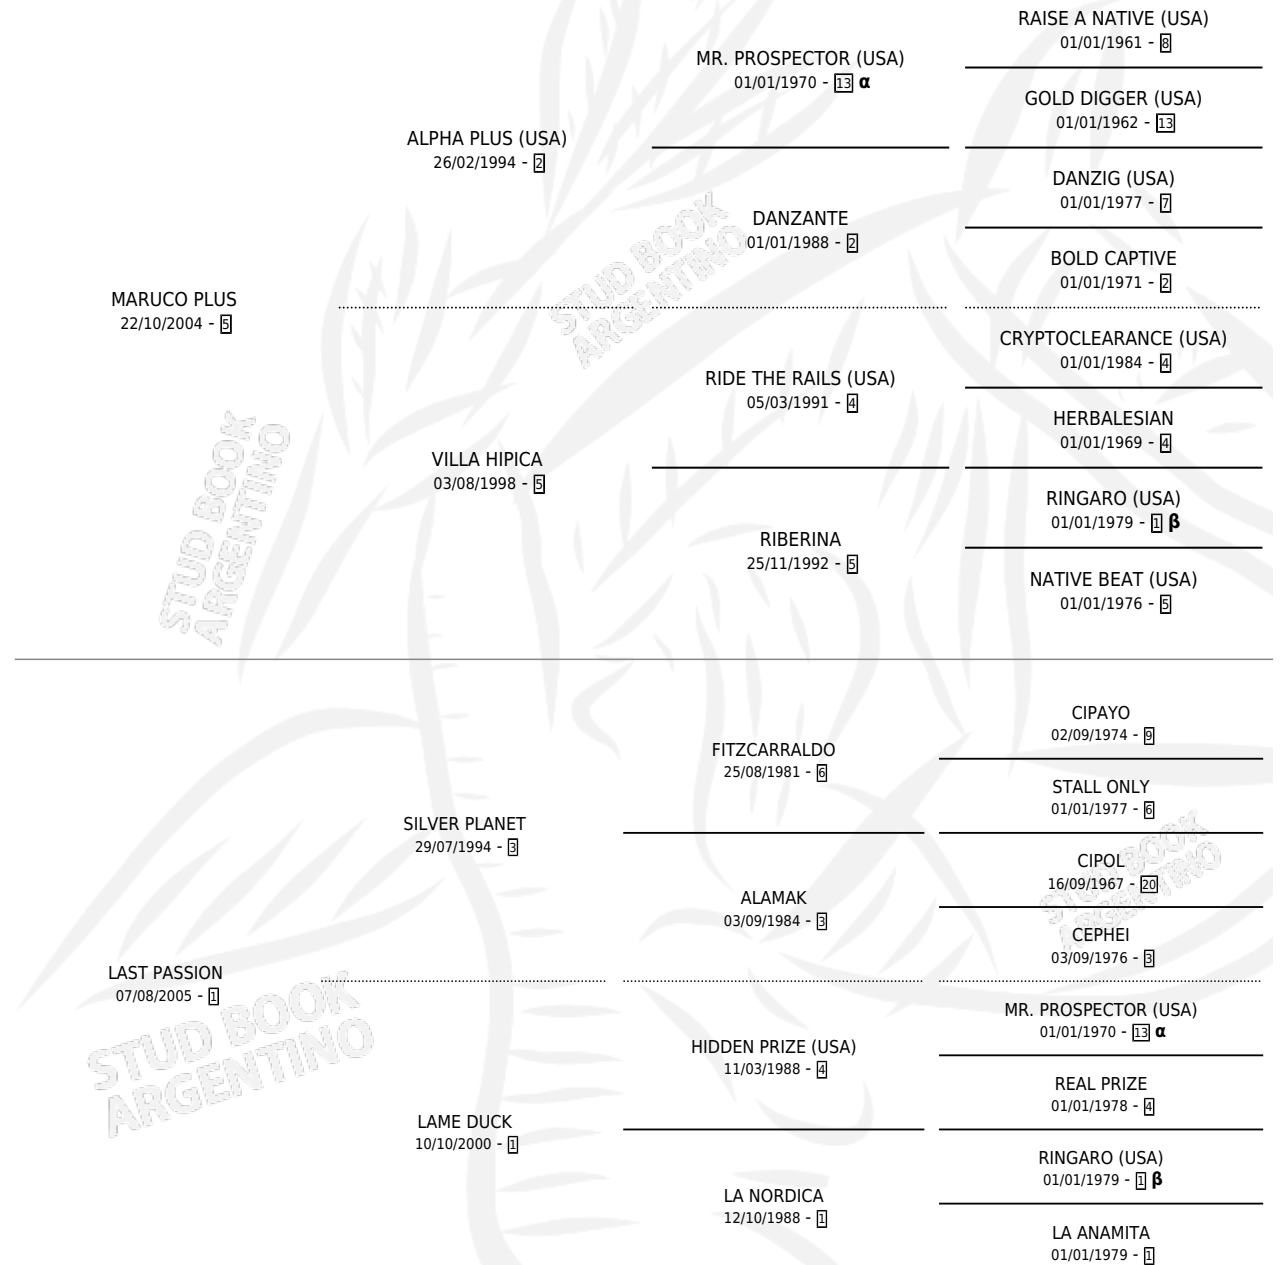 RAISE A NATIVE (USA)
01/01/1961 - 8
MR. PROSPECTOR (USA)
01/01/1970 - 13 α
GOLD DIGGER (USA)
01/01/1962 - 13
ALPHA PLUS (USA)
26/02/1994 - 2
DANZIG (USA)
01/01/1977 - 7
DANZANTE
01/01/1988 - 2
BOLD CAPTIVE
01/01/1971 - 2
STUD BOOK
ARGENTINO
MARUCO PLUS
22/10/2004 - 5
CRYPTOCLEARANCE (USA)
01/01/1984 - 4
RIDE THE RAILS (USA)
05/03/1991 - 4
HERBALESIAN
01/01/1969 - 4
VILLA HIPICA
03/08/1998 - 5
RINGARO (USA)
01/01/1979 - 1 β
RIBERINA
25/11/1992 - 5
NATIVE BEAT (USA)
01/01/1976 - 5
STUD BOOK
ARGENTINO
CIPAYO
02/09/1974 - 9
FITZCARRALDO
25/08/1981 - 6
STALL ONLY
01/01/1977 - 6
SILVER PLANET
29/07/1994 - 3
CIPOL
16/09/1967 - 20
ALAMAK
03/09/1984 - 3
CEPHEI
03/09/1976 - 3
STUD BOOK
ARGENTINO
LAST PASSION
07/08/2005 - 1
MR. PROSPECTOR (USA)
01/01/1970 - 13 α
HIDDEN PRIZE (USA)
11/03/1988 - 4
REAL PRIZE
01/01/1978 - 4
LAME DUCK
10/10/2000 - 1
RINGARO (USA)
01/01/1979 - 1 β
LA NORDICA
12/10/1988 - 1
LA ANAMITA
01/01/1979 - 1
STUD BOOK
ARGENTINO